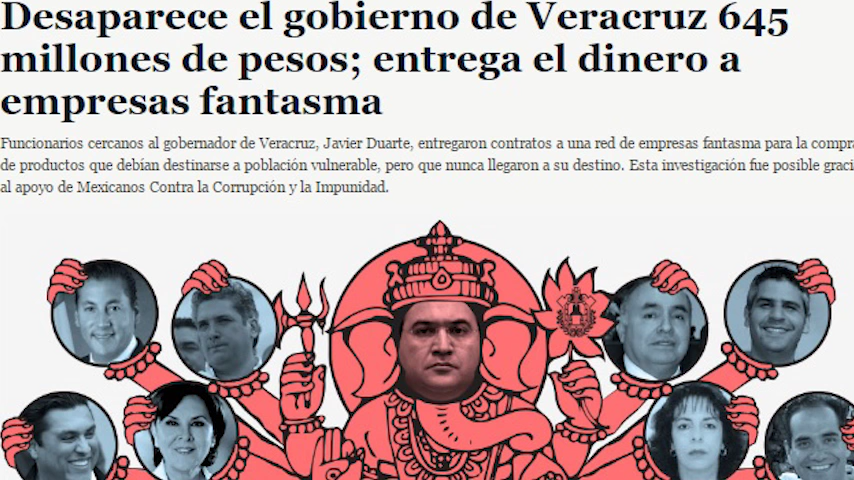 Desaparece el gobierno de Veracruz 645
millones de pesos; entrega el dinero a
empresas fantasma
Funcionarios cercanos al gobernador de Veracruz, Javier Duarte, entregaron contratos a una red de empresas fantasma para la compra
de productos que debían destinarse a población vulnerable, pero que nunca llegaron a su destino. Esta investigación fue posible graci
al apoyo de Mexicanos Contra la Corrupción y la Impunidad.